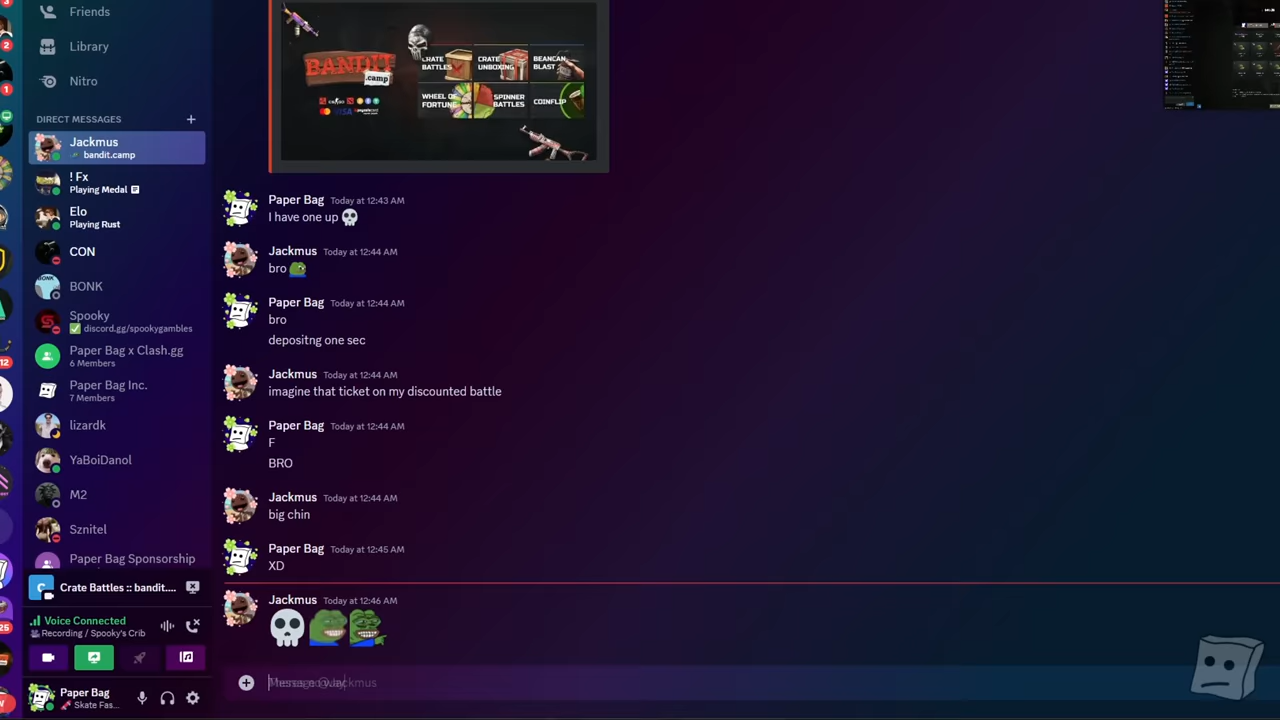 Friends
Library
Nitro
DIRECT MESSAGES
Jackmus
bandit.camp
! Fx
Playing Medal
Elo
Playing Rust
CON
BONK
Spooky
discord.gg/spookygambles
Paper Bag x Clash.gg
6 Members
Paper Bag Inc.
7 Members
lizardk
YaBoiDanol
M2
Sznitel
Paper Bag Sponsorship
Crate Battles :: bandit....
Voice Connected
Recording / Spooky's Crib
Paper Bag
Skate Fas...
2
1
12
25
BANDIT
.camp
CRATE
BATTLES
CRATE
UNBOXING
BEANCAN
BLAST
WHEEL OF
FORTUNE
SPINNER
BATTLES
COINFLIP
VISA
Paper Bag Today at 12:43 AM
I have one up
Jackmus Today at 12:44 AM
bro
Paper Bag Today at 12:44 AM
bro
depositng one sec
Jackmus Today at 12:44 AM
imagine that ticket on my discounted battle
Paper Bag Today at 12:44 AM
F
BRO
Jackmus Today at 12:44 AM
big chin
Paper Bag Today at 12:45 AM
XD
Jackmus Today at 12:46 AM